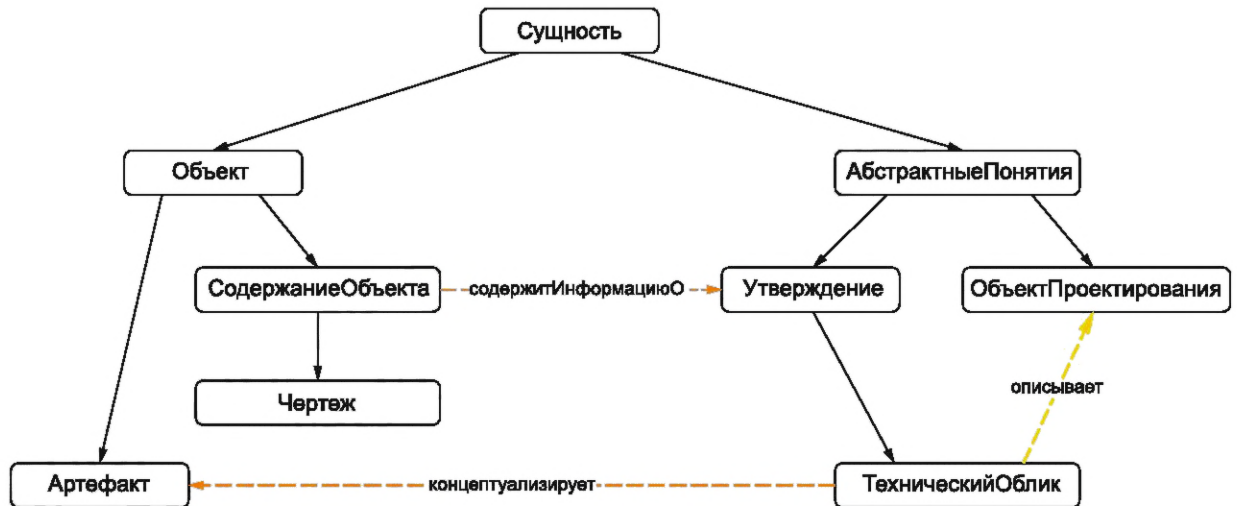 Сущность
Объект
АбстрактныеПонятия
СодержаниеОбъекта
содержитИнформациюО
Утверждение
ОбъектПроектирования
Чертеж
описывает
Артефакт
концептуализирует
ТехническийОблик